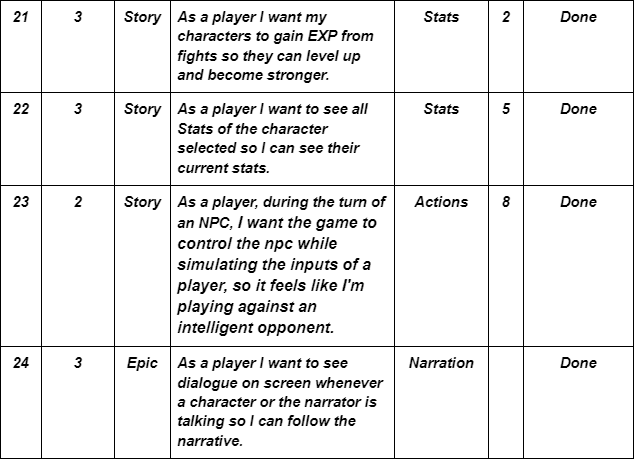 21 3 Story As a player I want my Stats 2 Done
characters to gain EXP from
fights so they can level up
and become stronger.
22 3 Story As a player I want to see all Stats 5 Done
Stats of the character
selected so I can see their
current stats.
23 2 Story As a player, during the turn of Actions 8 Done
an NPC, I want the game to
control the npc while
simulating the inputs of a
player, so it feels like I'm
playing against an
intelligent opponent.
24 3 Epic As a player I want to see Narration Done
dialogue on screen whenever
a character or the narrator is
talking so I can follow the
narrative.